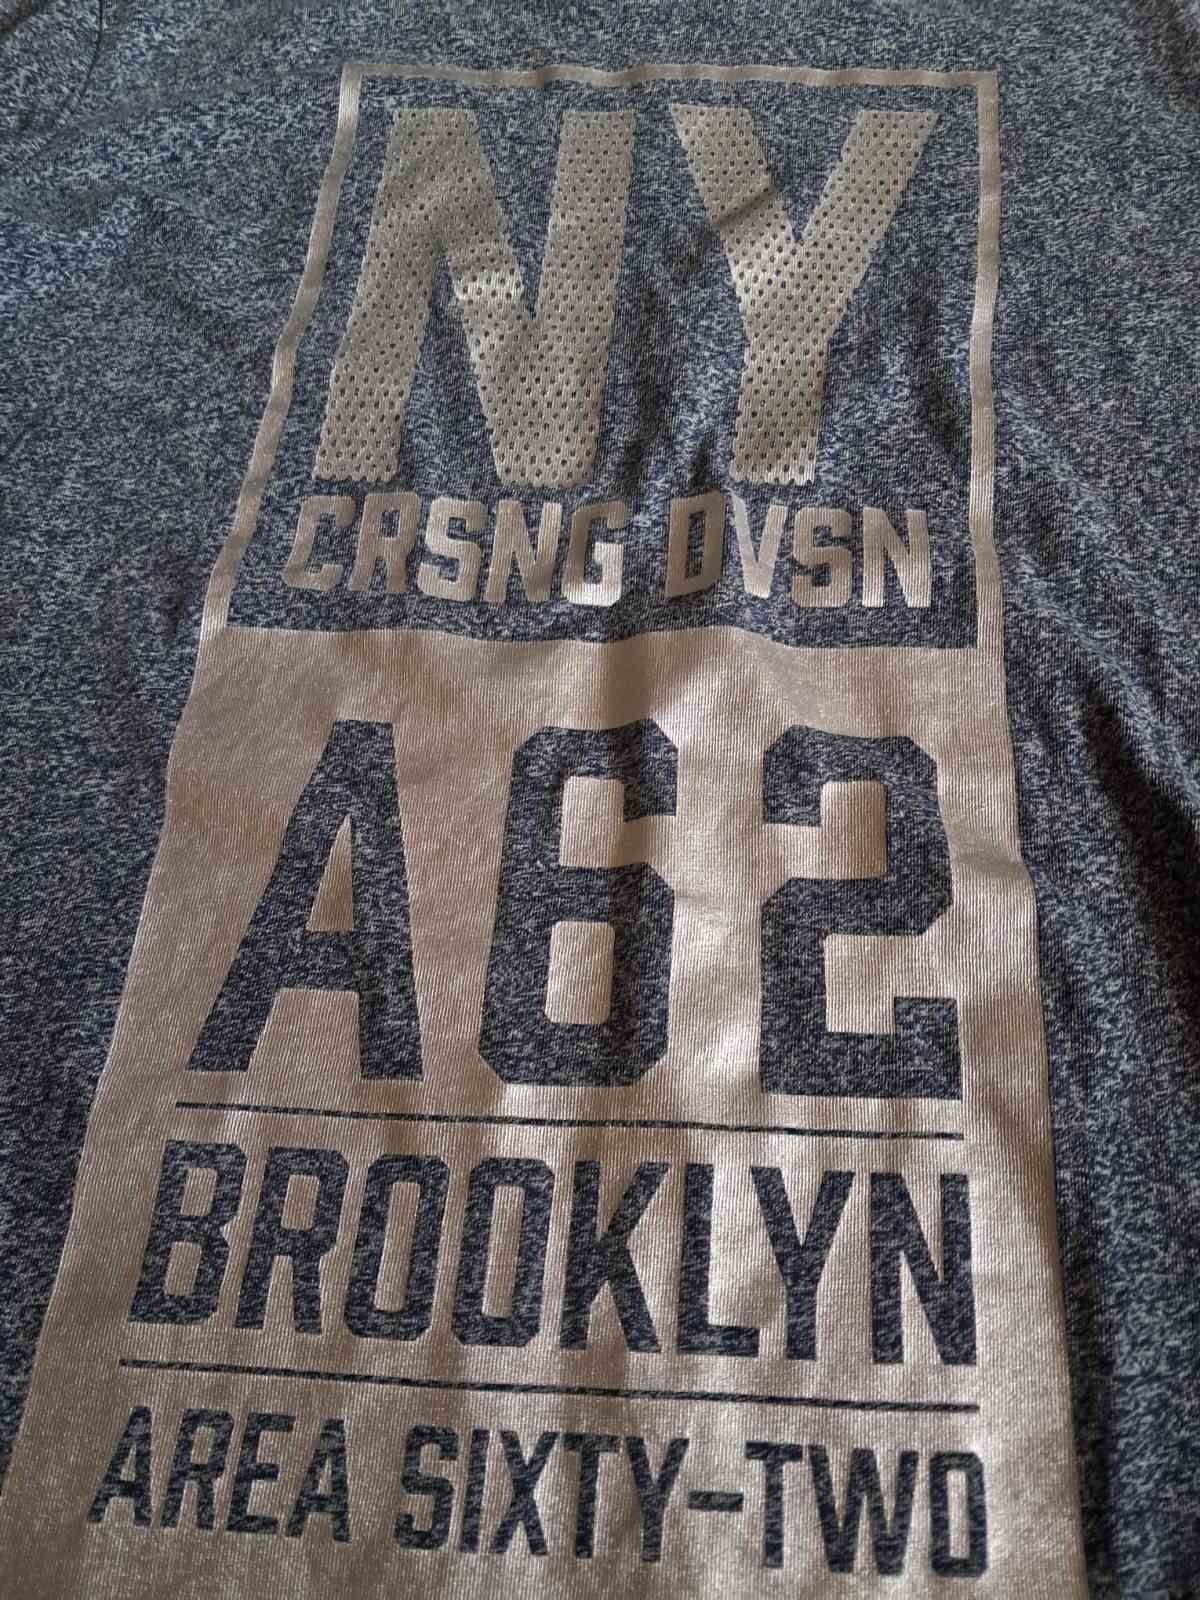 NY
CRSNG DVSN
A62
BROOKLYN
AREA SIXTY-TWO